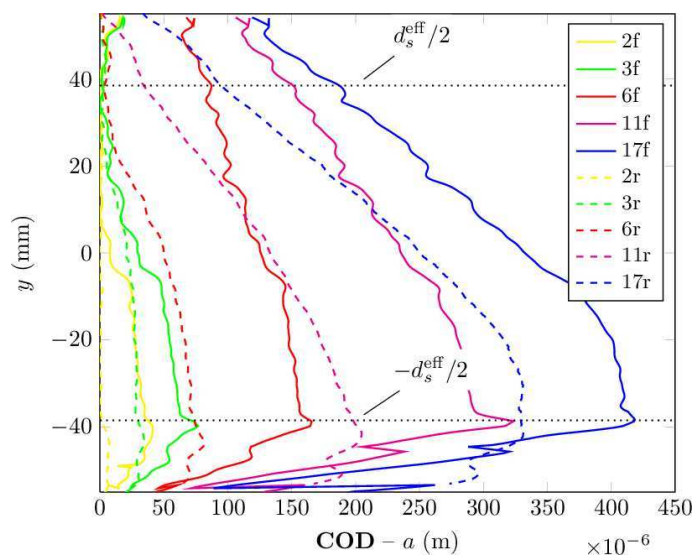 d_s^eff/2
−d_s^eff/2
40
20
0
−20
−40
y (mm)
0 50 100 150 200 250 300 350 400 450
COD – a (m)
×10^−6
2f
3f
6f
11f
17f
2r
3r
6r
11r
17r